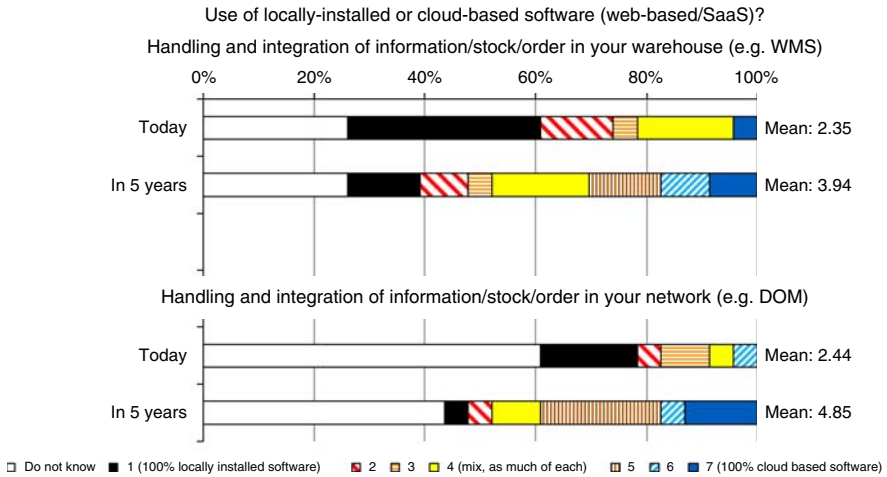 Use of locally-installed or cloud-based software (web-based/SaaS)?
Handling and integration of information/stock/order in your warehouse (e.g. WMS)
0% 20% 40% 60% 80% 100%
Today Mean: 2.35
In 5 years Mean: 3.94
Handling and integration of information/stock/order in your network (e.g. DOM)
Today Mean: 2.44
In 5 years Mean: 4.85
Do not know 1 (100% locally installed software) 2 3 4 (mix, as much of each) 5 6 7 (100% cloud based software)